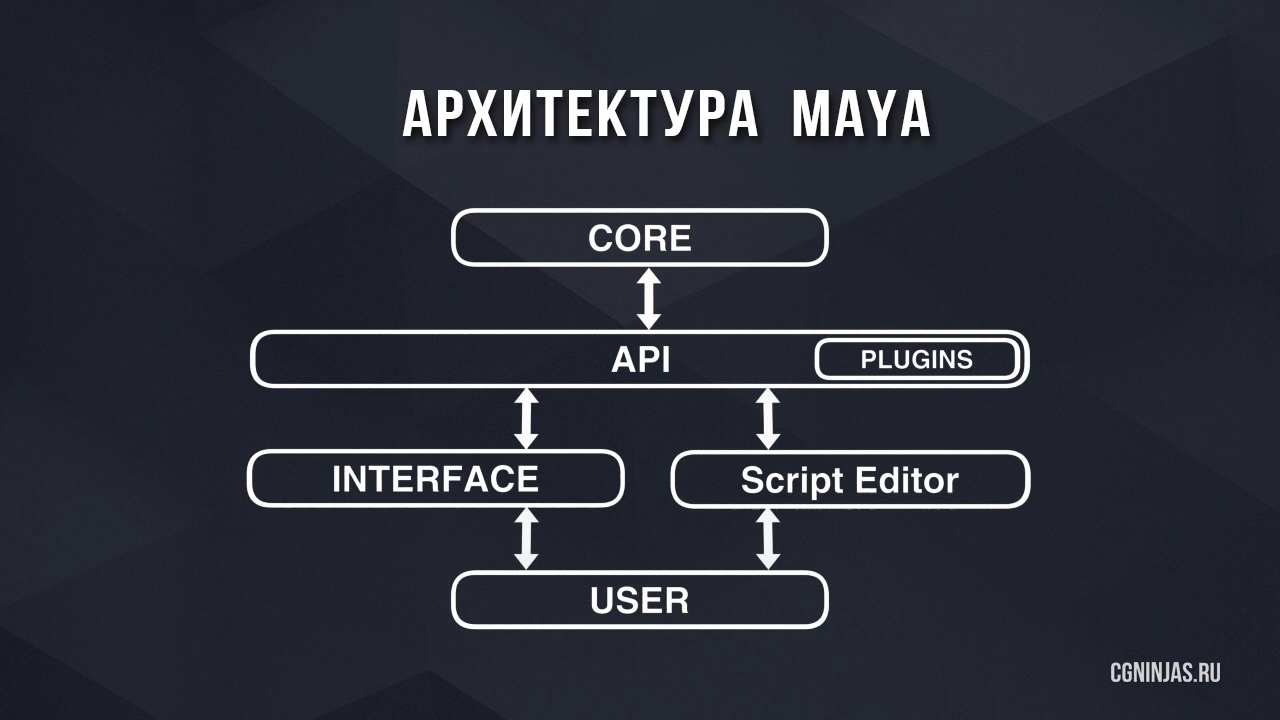 АРХИТЕКТУРА MAYA
CORE
API
PLUGINS
INTERFACE
Script Editor
USER
CGNINJAS.RU